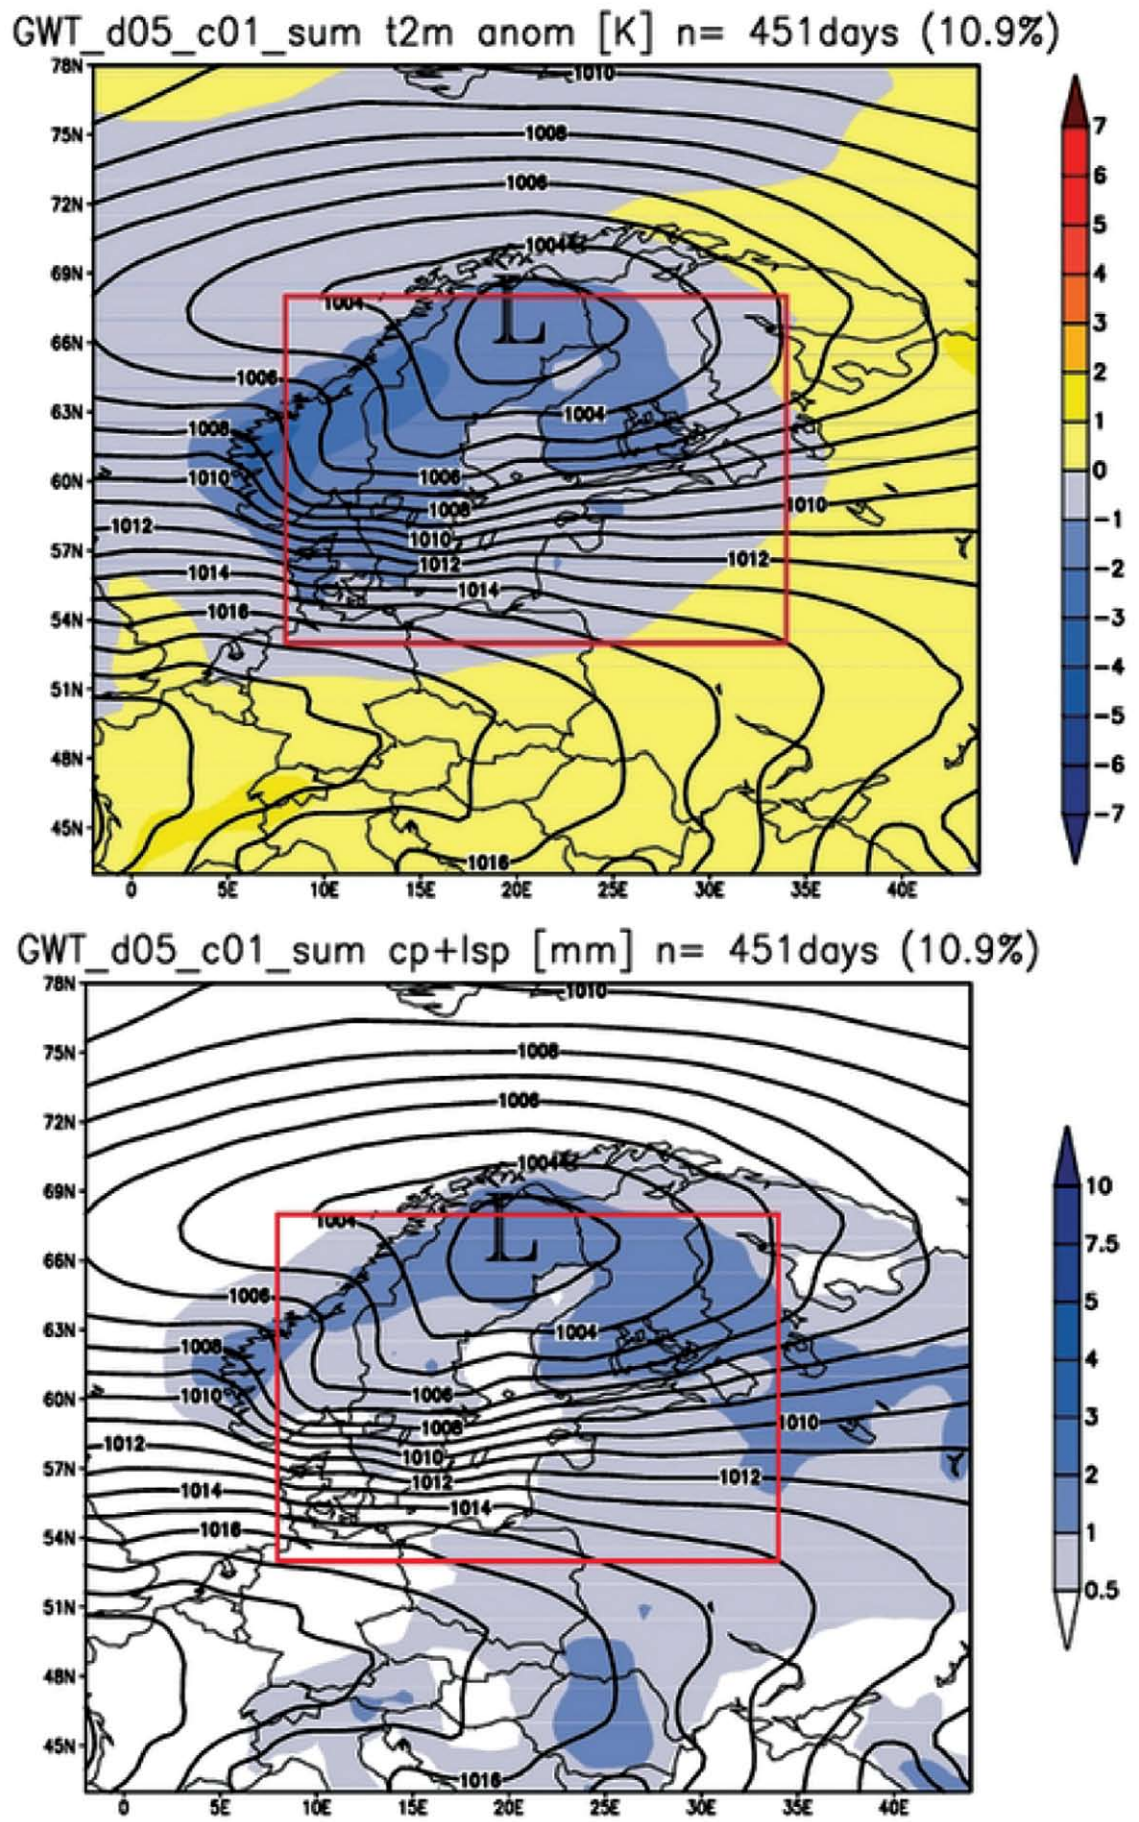 GWT_d05_c01_sum t2m anom [K] n= 451days (10.9%)
78N
1010
75N
1008
7
72N
1006
6
5
69N
1004
4
L
1004
3
66N
1006
2
63N
1004
1008
1
60N
1010
1006
0
1008
1010
1012
1010
-1
57N
1012
1012
1014
-2
1014
1016
-3
54N
-4
51N
-5
48N
-6
45N
-7
1016
0 5E 10E 15E 20E 25E 30E 35E 40E
GWT_d05_c01_sum cp+lsp [mm] n= 451days (10.9%)
78N
1010
75N
1008
72N
1006
69N
1004
10
L
1004
7.5
66N
1006
5
63N
1004
1008
4
60N
1010
1006
1010
3
1008
1012
1010
57N
1012
1012
2
1014
1014
1016
1
54N
0.5
51N
48N
45N
1016
0 5E 10E 15E 20E 25E 30E 35E 40E